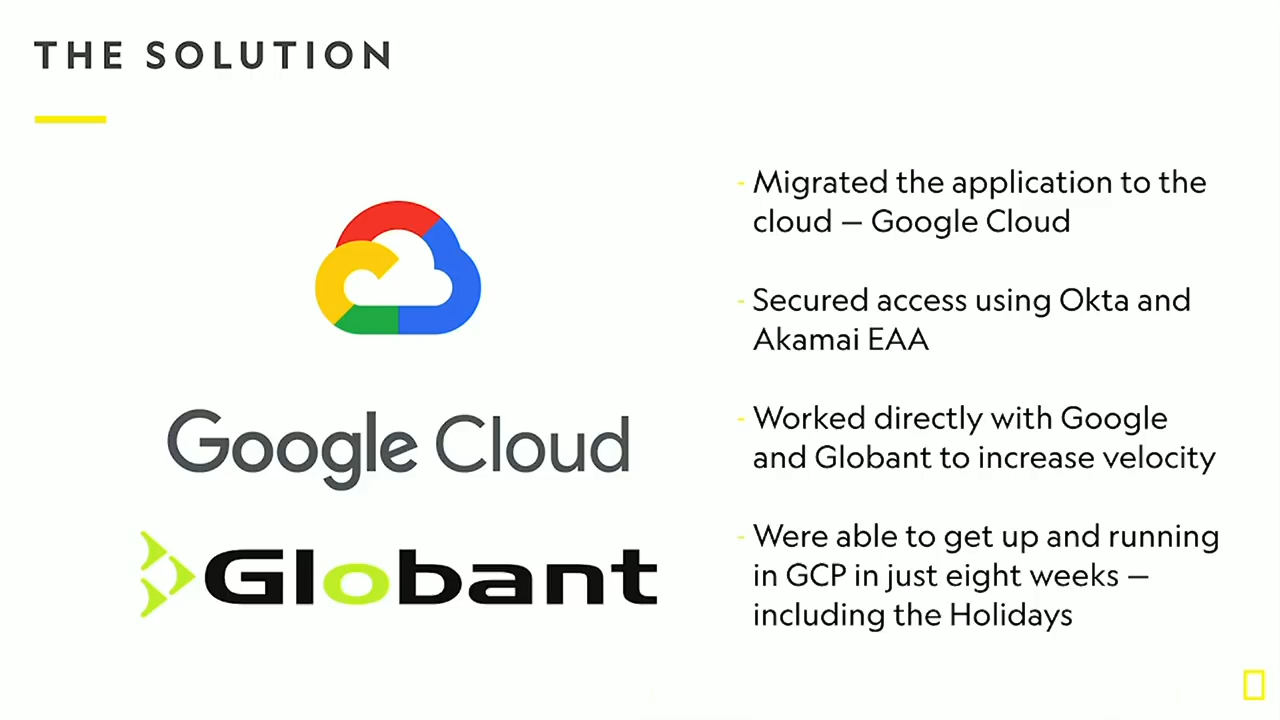 THE SOLUTION
Google Cloud
Globant
- Migrated the application to the
cloud — Google Cloud
- Secured access using Okta and
Akamai EAA
- Worked directly with Google
and Globant to increase velocity
- Were able to get up and running
in GCP in just eight weeks —
including the Holidays